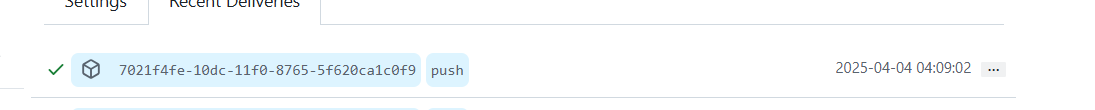 Settings Recent Deliveries
7021f4fe-10dc-11f0-8765-5f620ca1c0f9 push 2025-04-04 04:09:02 ...